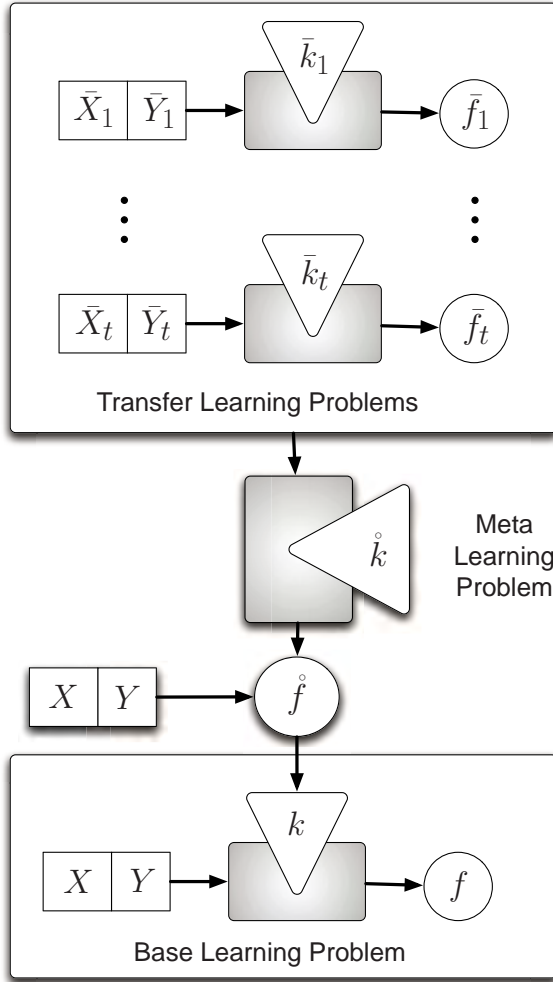 k̄₁
X̄₁ Ȳ₁ f̄₁
k̄ₜ
X̄ₜ Ȳₜ f̄ₜ
Transfer Learning Problems
k̊
Meta
Learning
Problem
X Y f̊
k
X Y f
Base Learning Problem